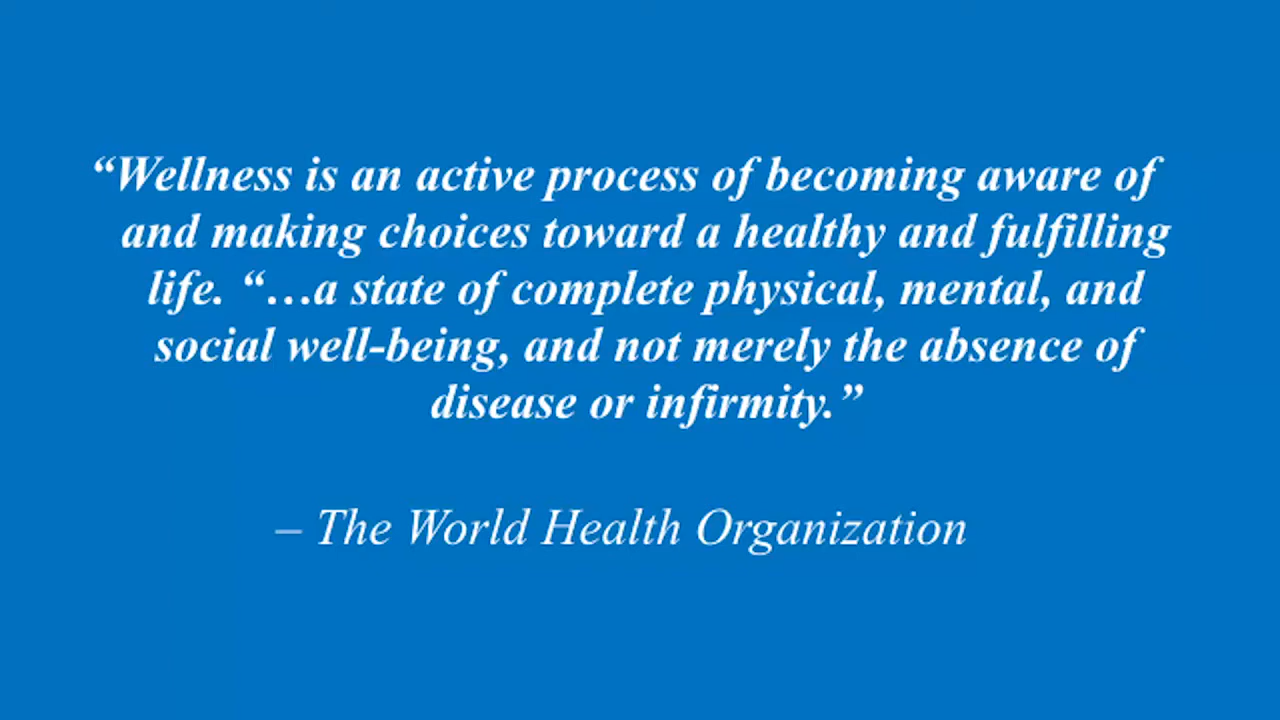 “Wellness is an active process of becoming aware of
and making choices toward a healthy and fulfilling
life. “…a state of complete physical, mental, and
social well-being, and not merely the absence of
disease or infirmity.”
– The World Health Organization